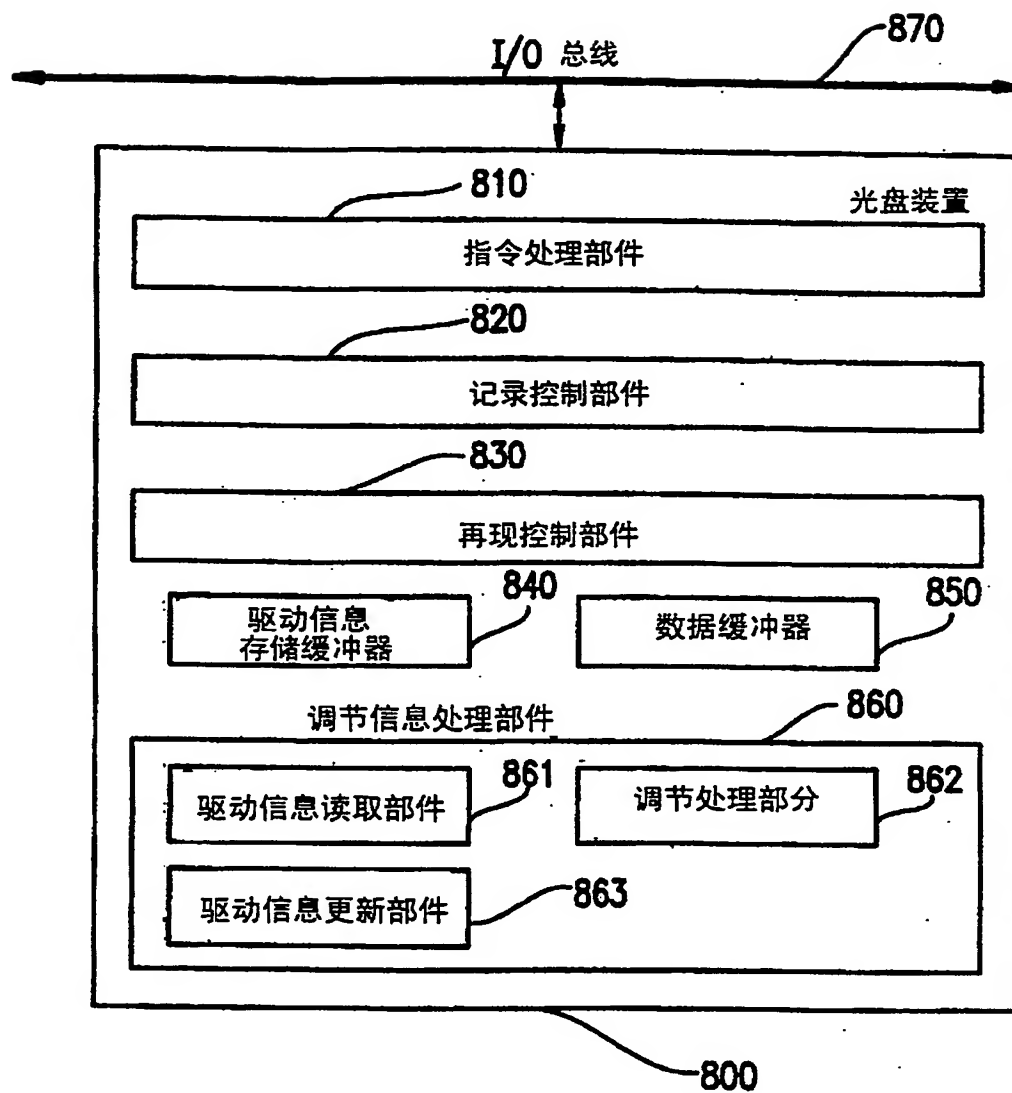 870
I/O 总线
810
光盘装置
指令处理部件
820
记录控制部件
830
再现控制部件
840
850
驱动信息
存储缓冲器
数据缓冲器
调节信息处理部件
860
861
862
驱动信息读取部件
调节处理部分
863
驱动信息更新部件
800